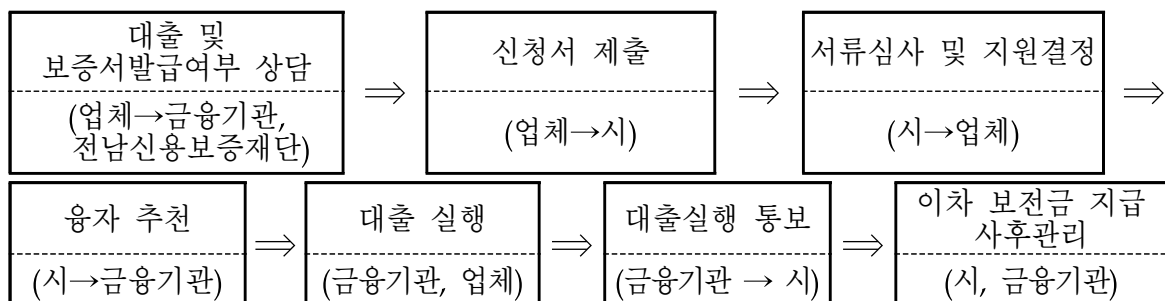 대출 및
보증서발급여부 상담
(업체→금융기관,
전남신용보증재단)
⇒
신청서 제출
(업체→시)
⇒
서류심사 및 지원결정
(시→업체)
⇒
융자 추천
(시→금융기관)
⇒
대출 실행
(금융기관, 업체)
⇒
대출실행 통보
(금융기관 → 시)
⇒
이차 보전금 지급
사후관리
(시, 금융기관)